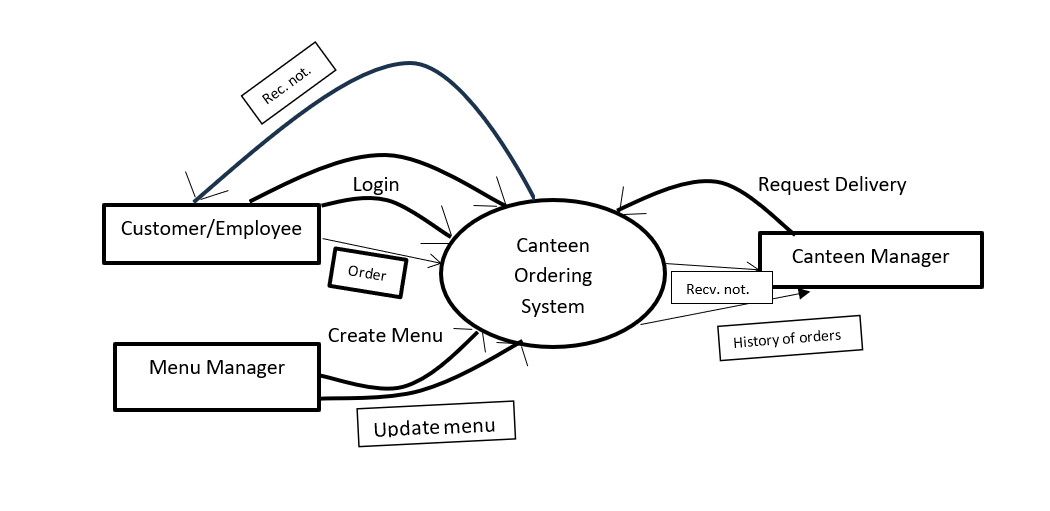 Rec. not.
Login
Request Delivery
Customer/Employee
Canteen
Ordering
System
Canteen Manager
Order
Recv. not.
Create Menu
History of orders
Menu Manager
Update menu